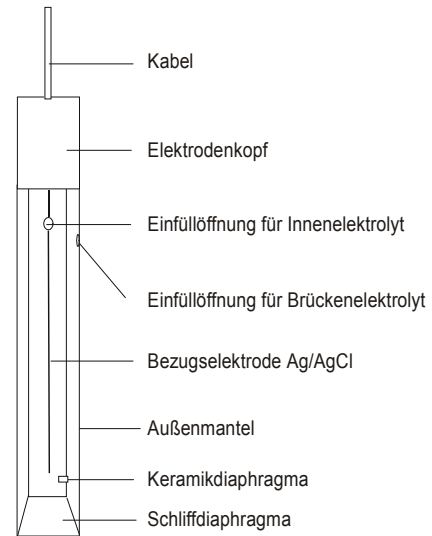 Kabel
Elektrodenkopf
Einfüllöffnung für Innenelektrolyt
Einfüllöffnung für Brückenelektrolyt
Bezugselektrode Ag/AgCl
Außenmantel
Keramikdiaphragma
Schliffdiaphragma